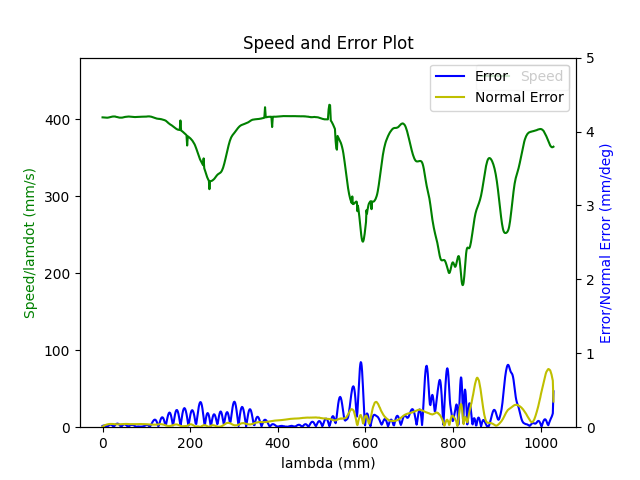 Speed and Error Plot
Error
Speed
Normal Error
Speed/lamdot (mm/s)
400
300
200
100
0
5
4
3
2
1
0
Error/Normal Error (mm/deg)
0
200
400
600
800
1000
lambda (mm)